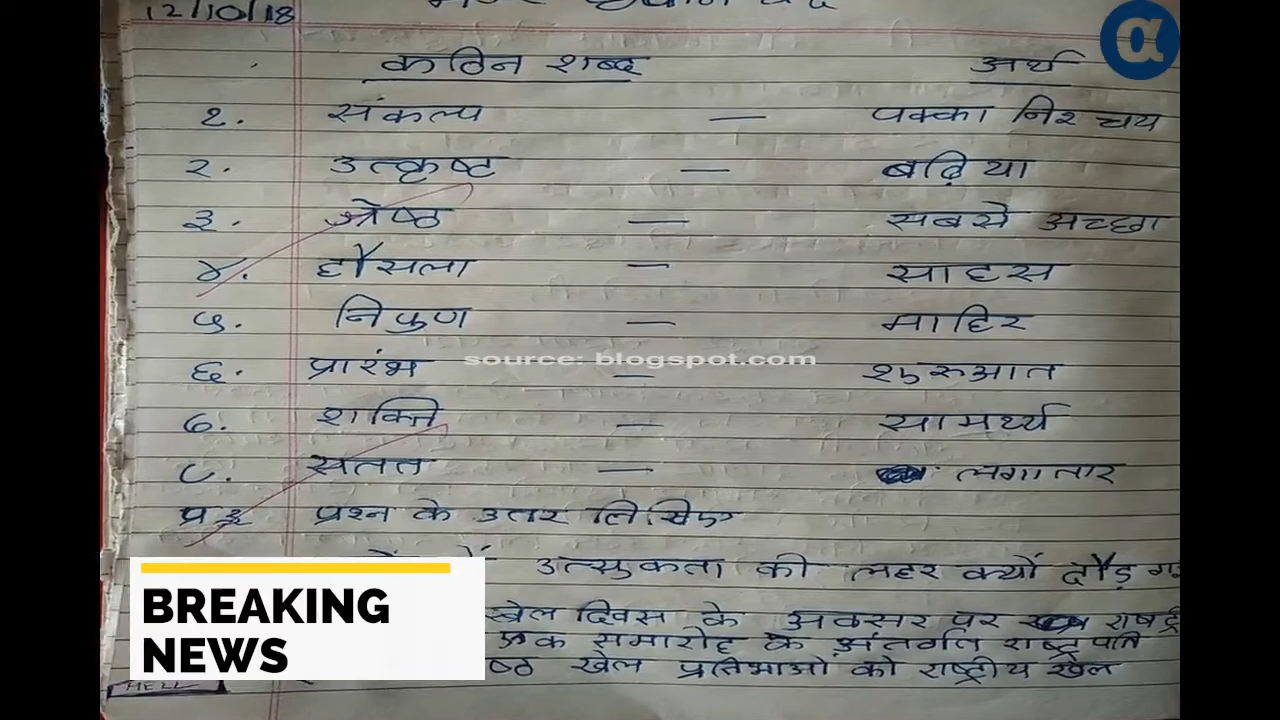 12/10/18
α
कठिन शब्द अर्थ
१. संकल्प — पक्का निश्चय
२. उत्कृष्ट — बढ़िया
३. श्रेष्ठ — सबसे अच्छा
४. हौसला — साहस
५. निपुण — माहिर
६. प्रारंभ — शुरुआत
source: blogspot.com
७. शक्ति — सामर्थ्य
८. सतत — लगातार
प्रश्न के उतर लिखिए
उत्सुकता की लहर क्यों दौड़
खेल दिवस के अवसर पर
एक समारोह के अंतर्गत राष्ट्रपति
ष्ठ खेल प्रतिभाओं को राष्ट्रीय खेल
BREAKING
NEWS